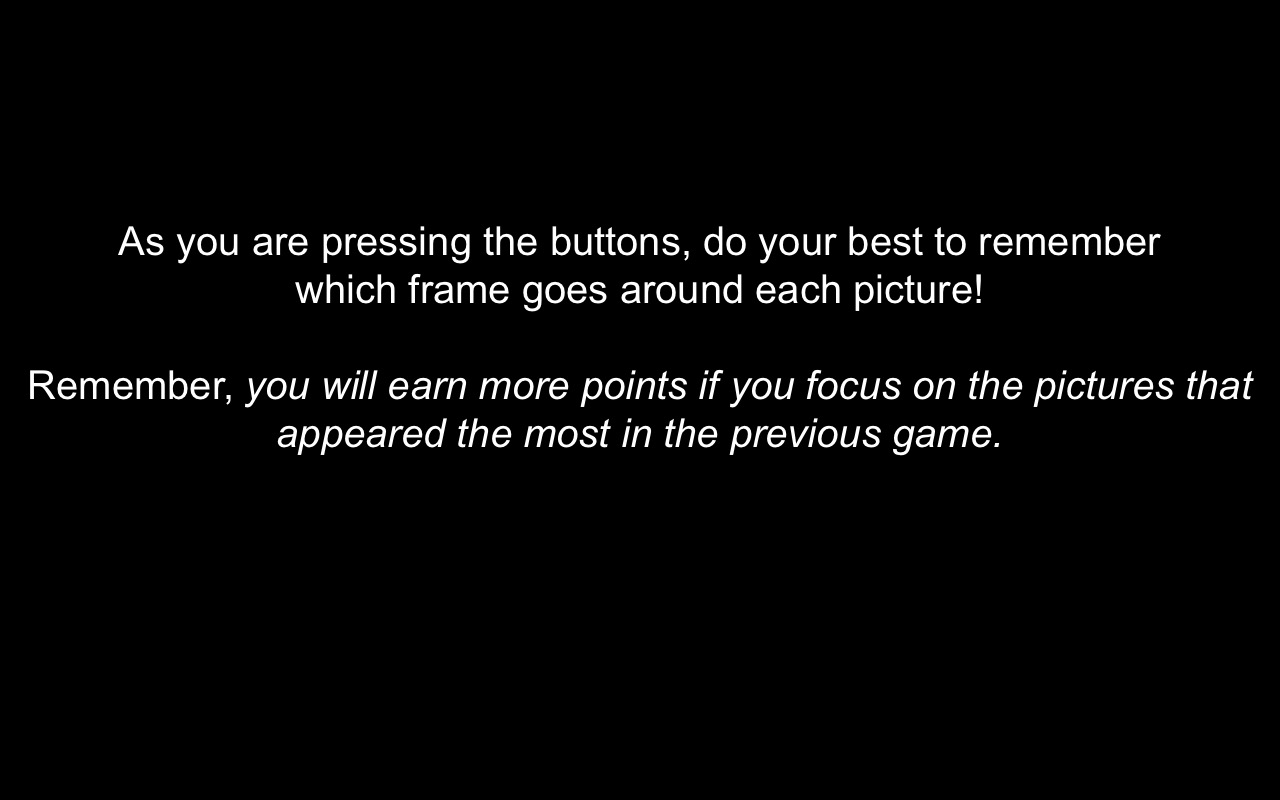 As you are pressing the buttons, do your best to remember
which frame goes around each picture!
Remember, you will earn more points if you focus on the pictures that
appeared the most in the previous game.